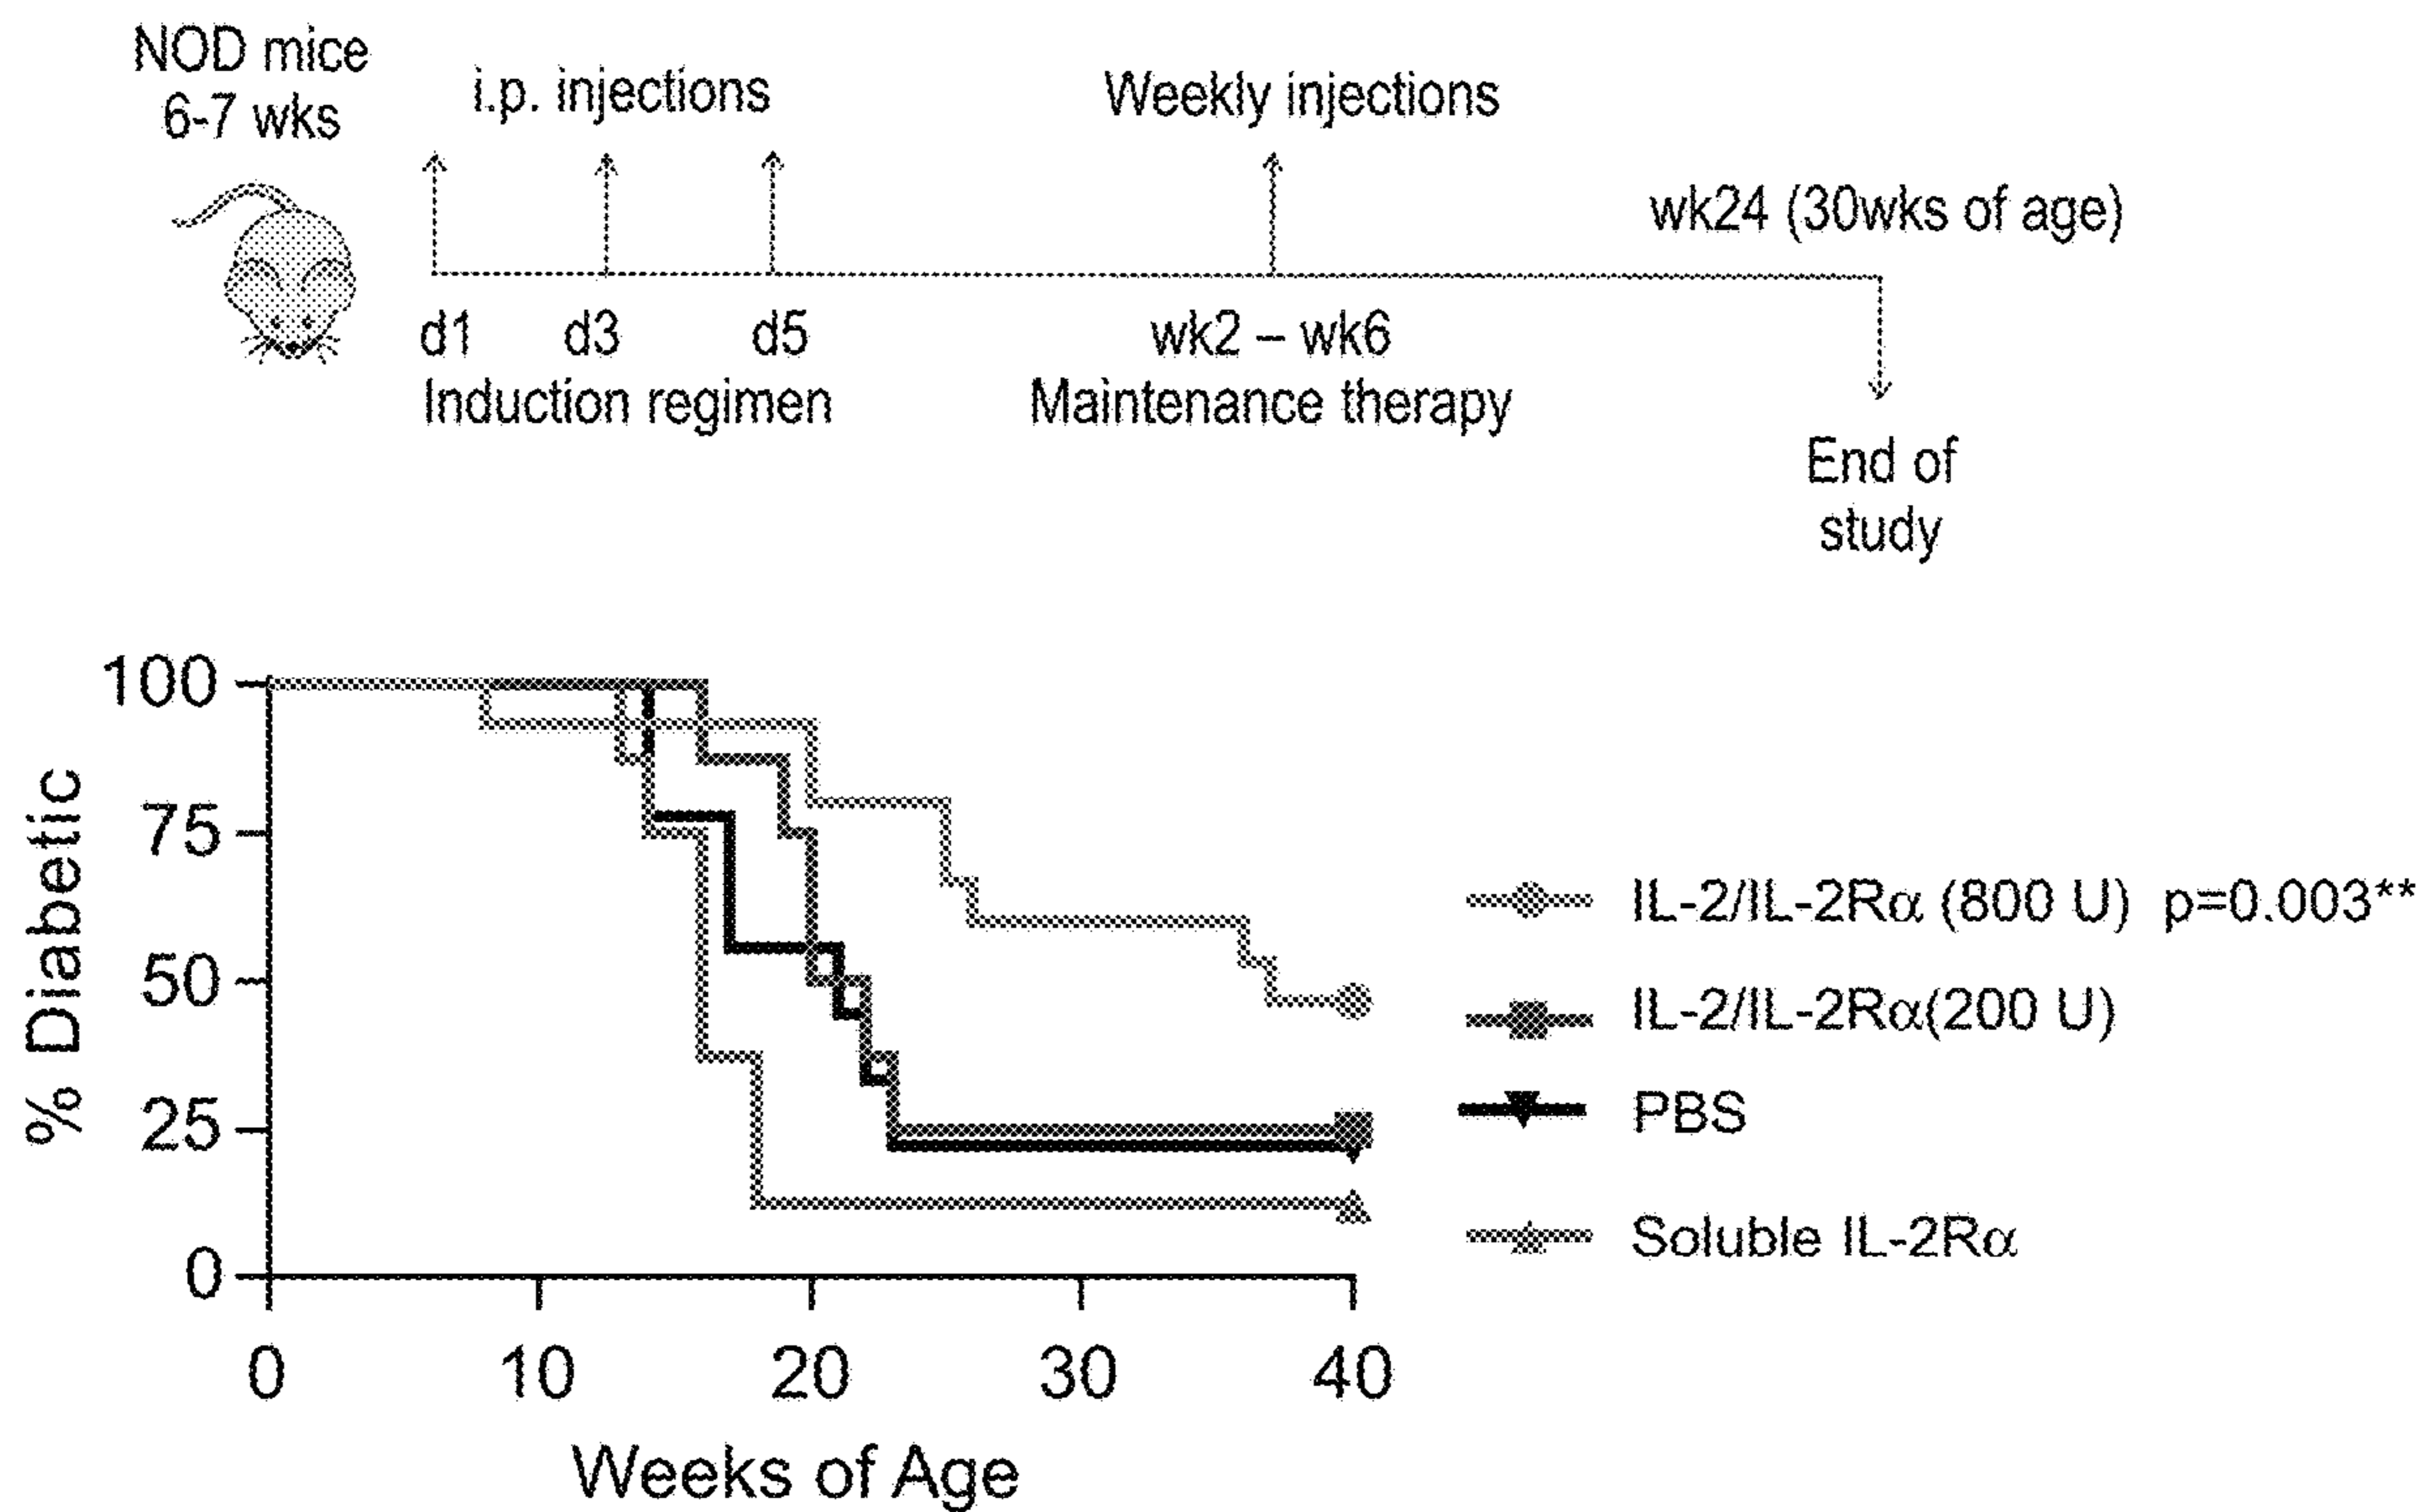 NOD mice
6-7 wks
i.p. injections
Weekly injections
wk24 (30wks of age)
d1
d3
d5
wk2 – wk6
Induction regimen
Maintenance therapy
End of
study
% Diabetic
100
75
50
25
0
0
10
20
30
40
Weeks of Age
IL-2/IL-2Rα (800 U) p=0.003**
IL-2/IL-2Rα(200 U)
PBS
Soluble IL-2Rα